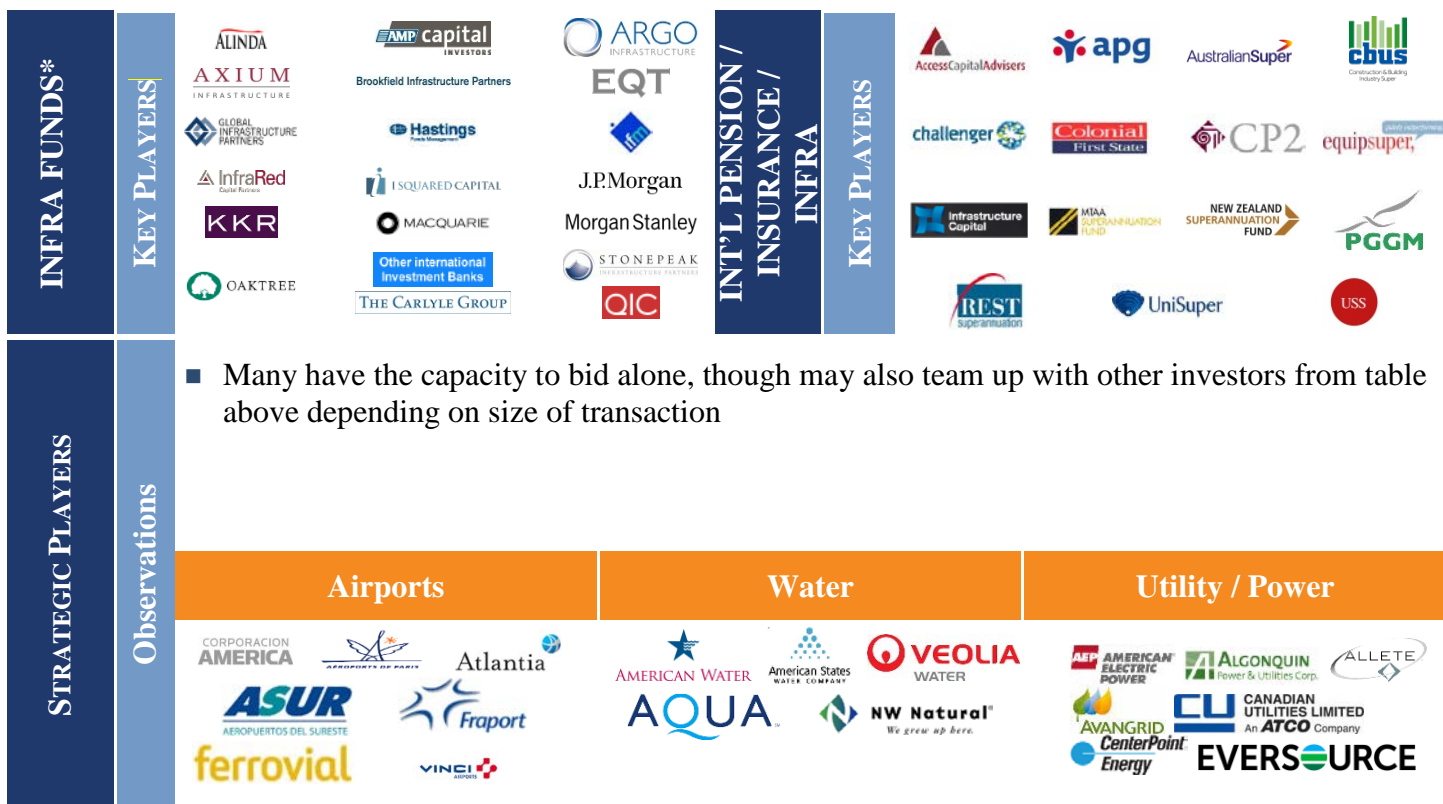 INFRA FUNDS*
KEY PLAYERS
ALINDA
AMP capital
INVESTORS
ARGO
INFRASTRUCTURE
AXIUM
INFRASTRUCTURE
Brookfield Infrastructure Partners
EQT
GLOBAL
INFRASTRUCTURE
PARTNERS
Hastings
Funds Management
ifm
InfraRed
Capital Partners
I SQUARED CAPITAL
J.P.Morgan
KKR
MACQUARIE
Morgan Stanley
OAKTREE
Other international
Investment Banks
THE CARLYLE GROUP
STONEPEAK
INFRASTRUCTURE PARTNERS
QIC
INT'L PENSION /
INSURANCE /
INFRA
KEY PLAYERS
AccessCapitalAdvisers
apg
AustralianSuper
cbus
Construction & Building
Industry Super
challenger
Colonial
First State
CP2
equipsuper,
Infrastructure
Capital
MTAA
SUPERANNUATION
FUND
NEW ZEALAND
SUPERANNUATION
FUND
PGGM
REST
superannuation
UniSuper
USS
STRATEGIC PLAYERS
Observations
Many have the capacity to bid alone, though may also team up with other investors from table
above depending on size of transaction
Airports
CORPORACION
AMERICA
AEROPORTS DE PARIS
Atlantia
ASUR
AEROPUERTOS DEL SURESTE
Fraport
ferrovial
VINCI
AIRPORTS
Water
AMERICAN WATER
American States
WATER COMPANY
VEOLIA
WATER
AQUA
NW Natural®
We grew up here.
Utility / Power
AEP AMERICAN
ELECTRIC
POWER
ALGONQUIN
Power & Utilities Corp.
ALLETE
AVANGRID
CU CANADIAN
UTILITIES LIMITED
An ATCO Company
CenterPoint
Energy
EVERSOURCE